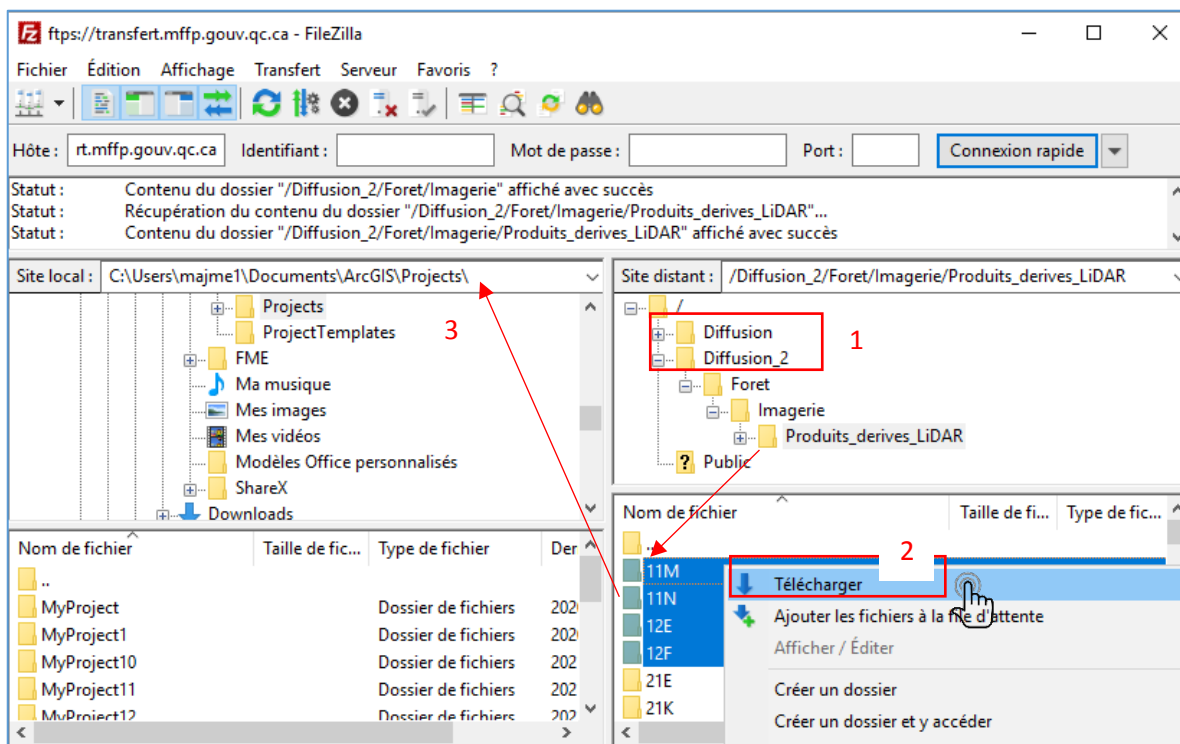 ftps://transfert.mffp.gouv.qc.ca - FileZilla
Fichier Édition Affichage Transfert Serveur Favoris ?
Hôte : rt.mffp.gouv.qc.ca Identifiant : Mot de passe : Port : Connexion rapide
Statut : Contenu du dossier "/Diffusion_2/Foret/Imagerie" affiché avec succès
Statut : Récupération du contenu du dossier "/Diffusion_2/Foret/Imagerie/Produits_derives_LiDAR"...
Statut : Contenu du dossier "/Diffusion_2/Foret/Imagerie/Produits_derives_LiDAR" affiché avec succès
Site local : C:\Users\majme1\Documents\ArcGIS\Projects\
Projects
ProjectTemplates
3
FME
Ma musique
Mes images
Mes vidéos
Modèles Office personnalisés
ShareX
Downloads
Nom de fichier Taille de fic... Type de fichier Der
..
MyProject Dossier de fichiers 202
MyProject1 Dossier de fichiers 202
MyProject10 Dossier de fichiers 202
MyProject11 Dossier de fichiers 202
MyProject12 Dossier de fichiers 202
Site distant : /Diffusion_2/Foret/Imagerie/Produits_derives_LiDAR
/
Diffusion
1
Diffusion_2
Foret
Imagerie
Produits_derives_LiDAR
? Public
Nom de fichier Taille de fi... Type de fic...
..
2
11M
11N
12E
12F
21E
21K
Télécharger
Ajouter les fichiers à la file d'attente
Afficher / Éditer
Créer un dossier
Créer un dossier et y accéder